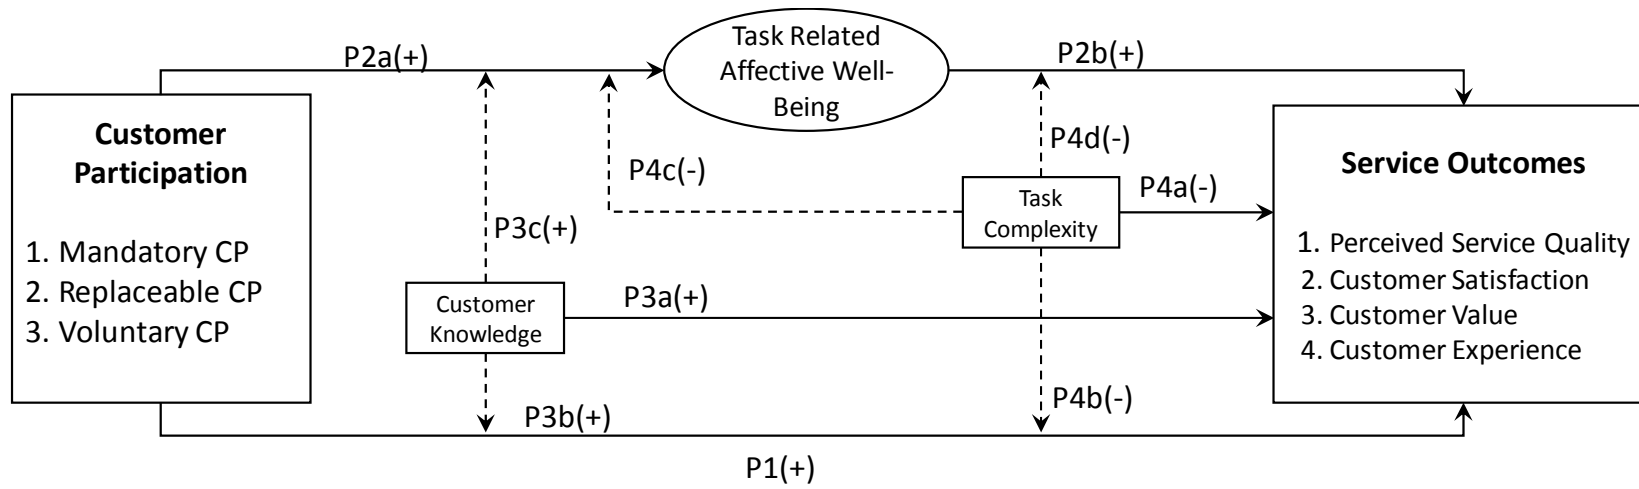 P2a(+)
Task Related
Affective Well-
Being
P2b(+)
Customer
Participation
1. Mandatory CP
2. Replaceable CP
3. Voluntary CP
P4c(-)
P4d(-)
Task
Complexity
P4a(-)
Service Outcomes
1. Perceived Service Quality
2. Customer Satisfaction
3. Customer Value
4. Customer Experience
P3c(+)
Customer
Knowledge
P3a(+)
P3b(+)
P4b(-)
P1(+)